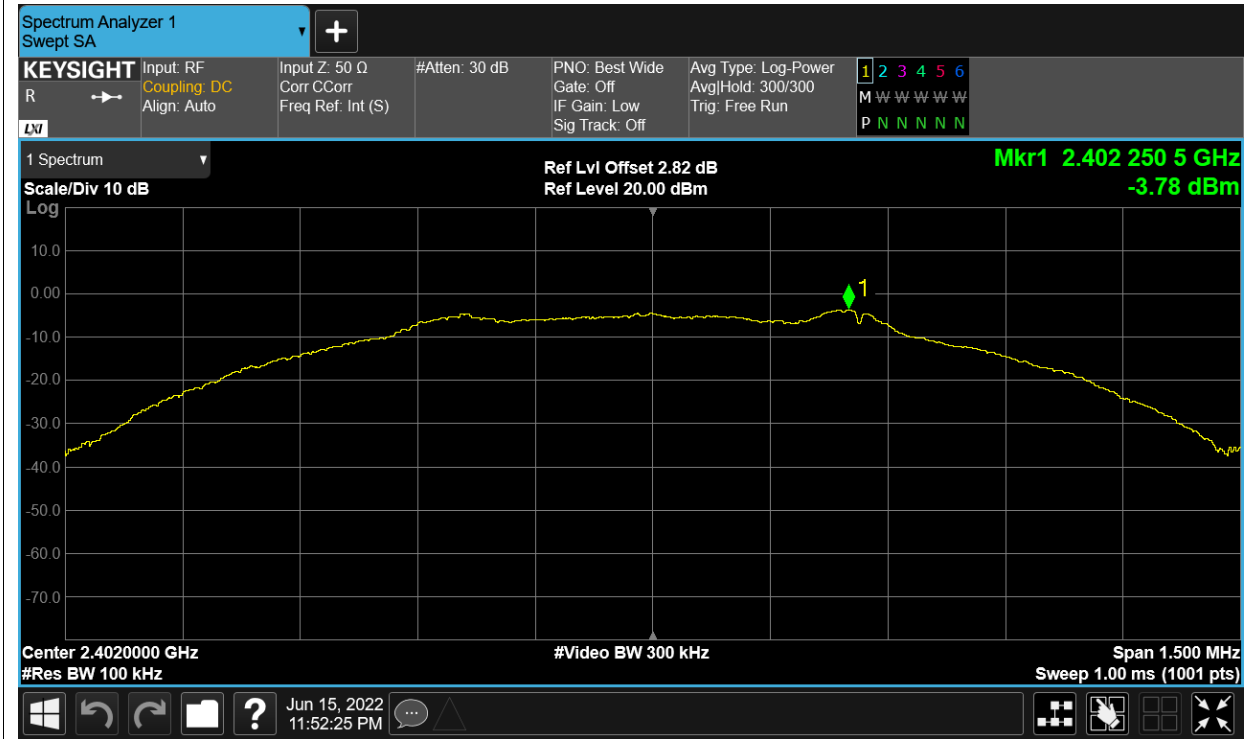 Spectrum Analyzer 1
Swept SA
KEYSIGHT
R
LXI
Input: RF
Coupling: DC
Align: Auto
Input Z: 50 Ω
Corr CCorr
Freq Ref: Int (S)
#Atten: 30 dB
PNO: Best Wide
Gate: Off
IF Gain: Low
Sig Track: Off
Avg Type: Log-Power
Avg|Hold: 300/300
Trig: Free Run
1 2 3 4 5 6
M W W W W W
P N N N N N
1 Spectrum
Scale/Div 10 dB
Log
Ref Lvl Offset 2.82 dB
Ref Level 20.00 dBm
Mkr1 2.402 250 5 GHz
-3.78 dBm
1
10.0
0.00
-10.0
-20.0
-30.0
-40.0
-50.0
-60.0
-70.0
Center 2.4020000 GHz
#Res BW 100 kHz
#Video BW 300 kHz
Span 1.500 MHz
Sweep 1.00 ms (1001 pts)
?
Jun 15, 2022
11:52:25 PM